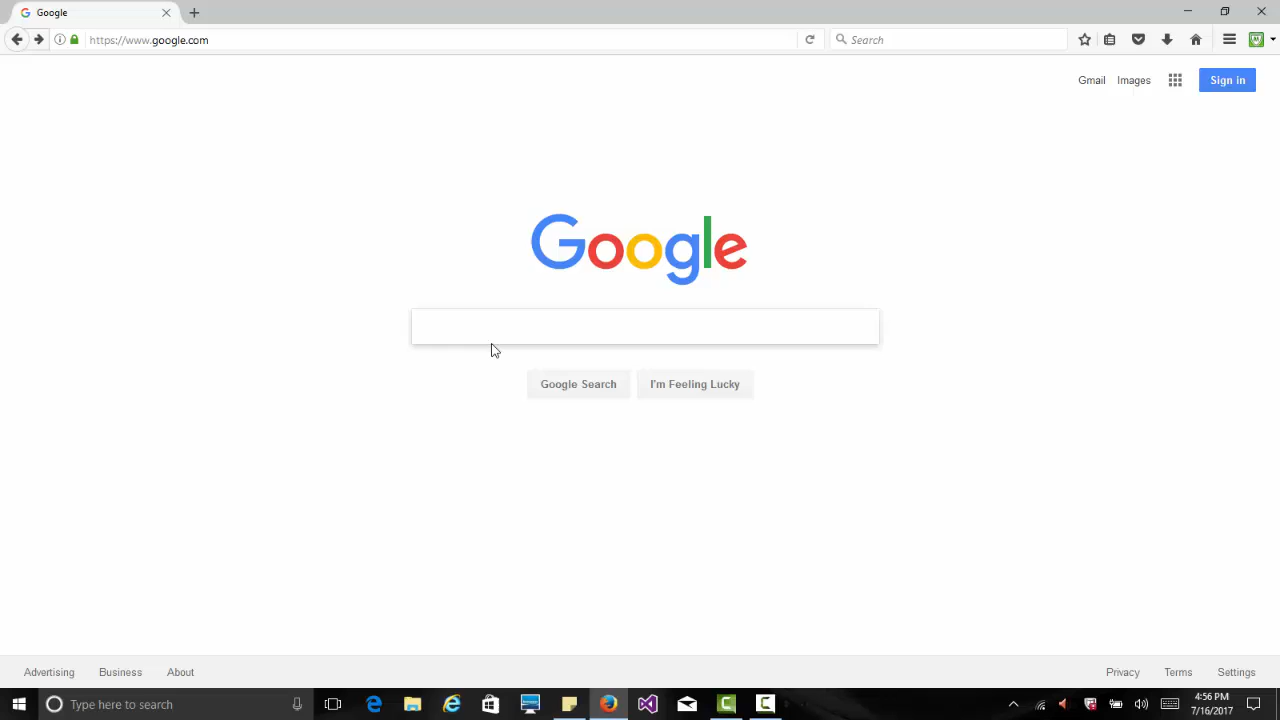 Google
https://www.google.com
Search
Gmail Images Sign in
Google
Google Search I'm Feeling Lucky
Advertising Business About Privacy Terms Settings
Type here to search
4:56 PM
7/16/2017